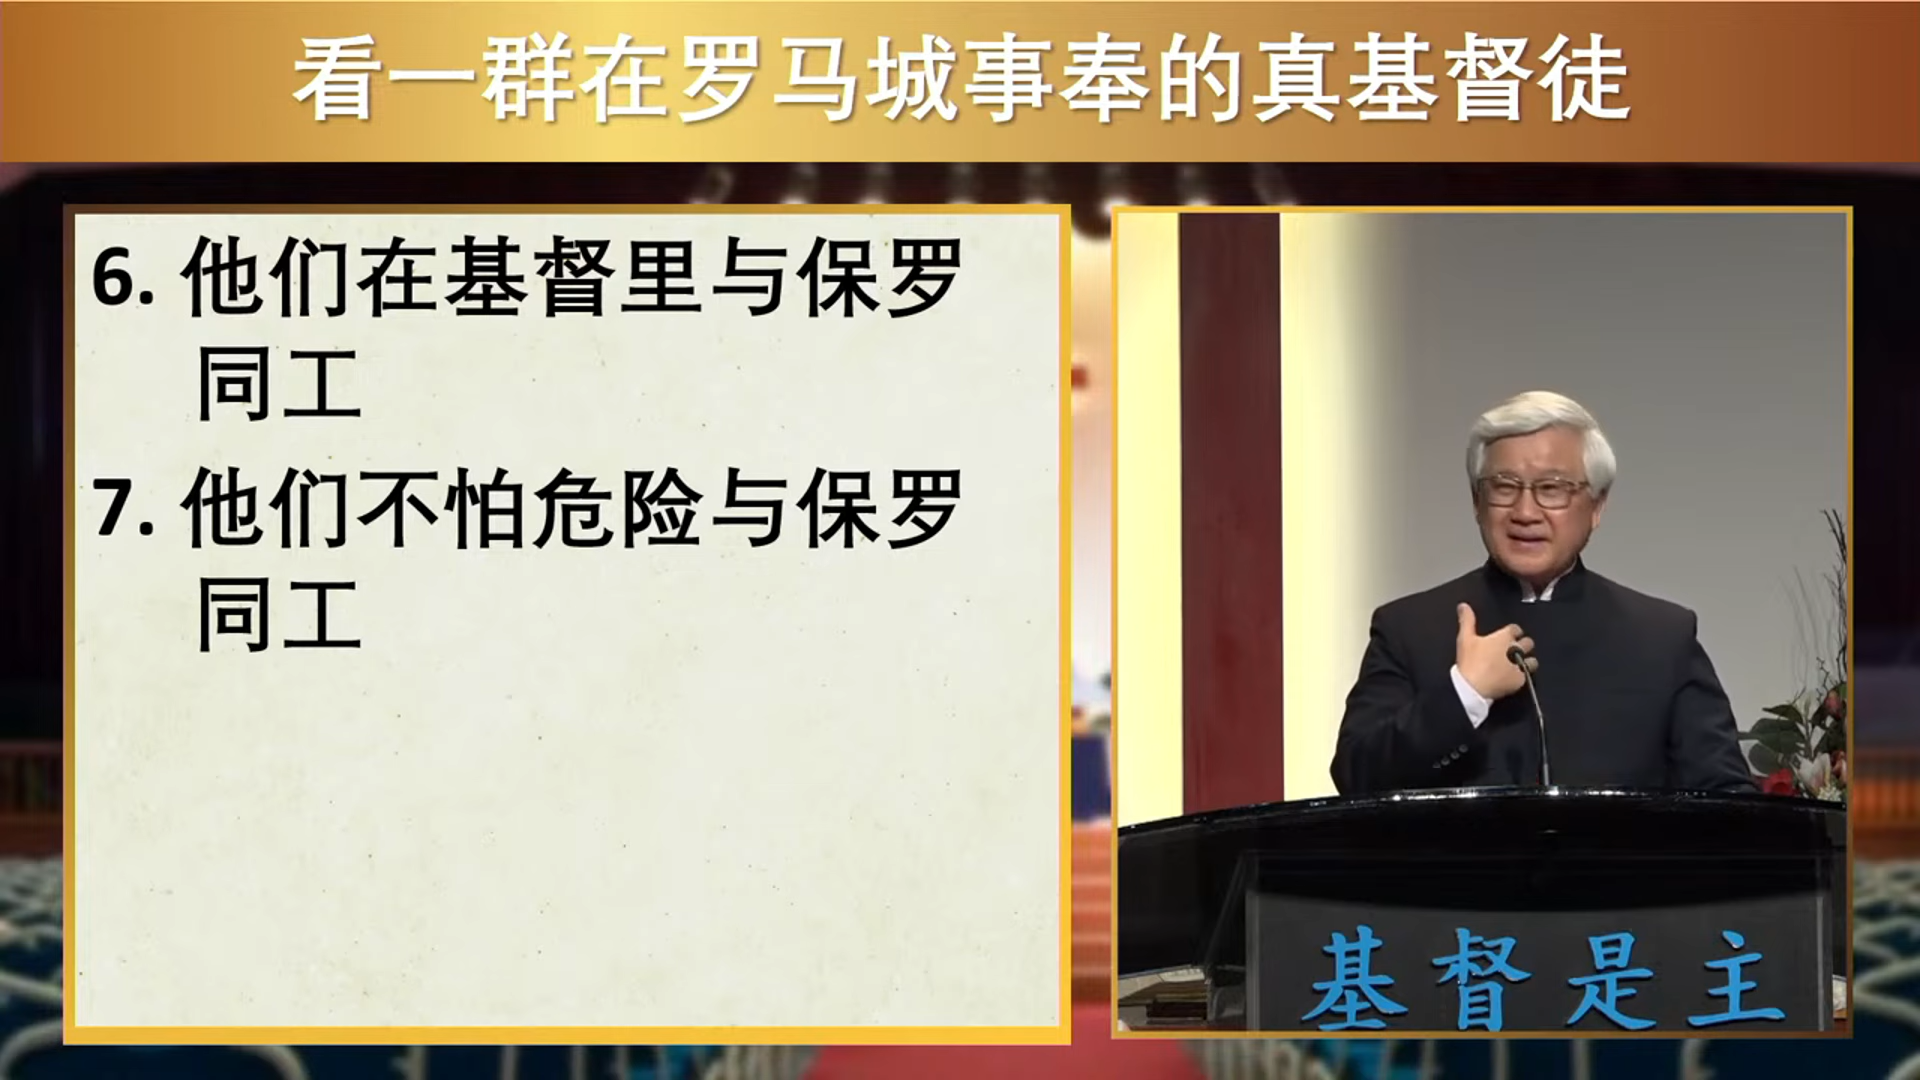 看一群在罗马城事奉的真基督徒
6. 他们在基督里与保罗
同工
7. 他们不怕危险与保罗
同工
基督是主